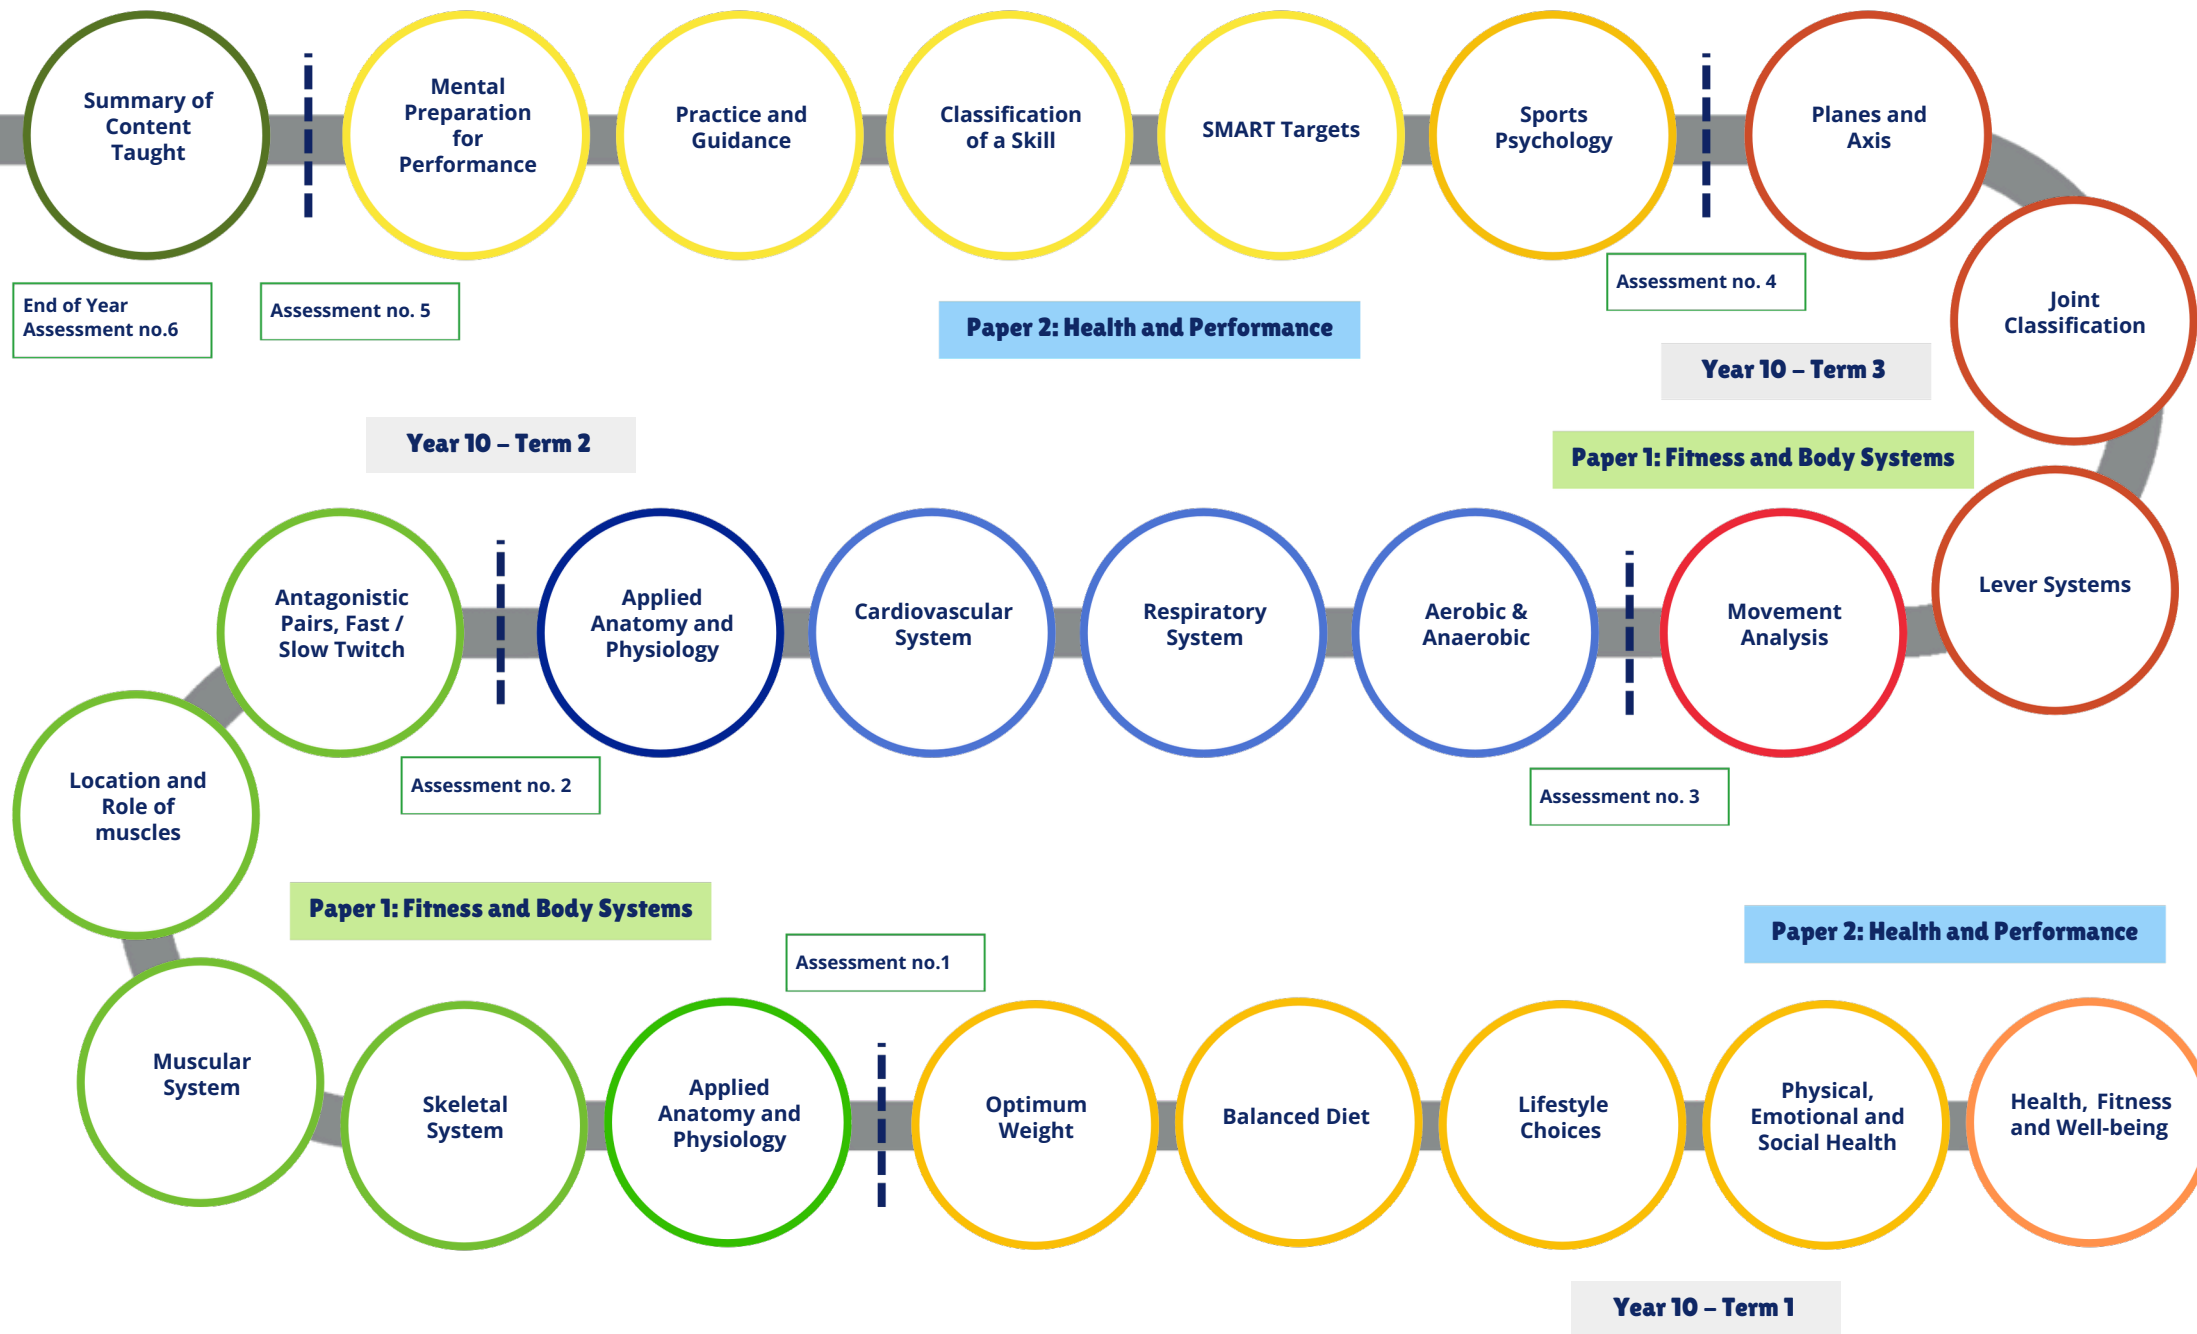 Summary of
Content
Taught
Mental
Preparation
for
Performance
Practice and
Guidance
Classification
of a Skill
SMART Targets
Sports
Psychology
Planes and
Axis
End of Year
Assessment no.6
Assessment no. 5
Paper 2: Health and Performance
Assessment no. 4
Joint
Classification
Year 10 – Term 3
Year 10 – Term 2
Paper 1: Fitness and Body Systems
Antagonistic
Pairs, Fast /
Slow Twitch
Applied
Anatomy and
Physiology
Cardiovascular
System
Respiratory
System
Aerobic &
Anaerobic
Movement
Analysis
Lever Systems
Location and
Role of
muscles
Assessment no. 2
Assessment no. 3
Paper 1: Fitness and Body Systems
Assessment no.1
Paper 2: Health and Performance
Muscular
System
Skeletal
System
Applied
Anatomy and
Physiology
Optimum
Weight
Balanced Diet
Lifestyle
Choices
Physical,
Emotional and
Social Health
Health, Fitness
and Well-being
Year 10 – Term 1